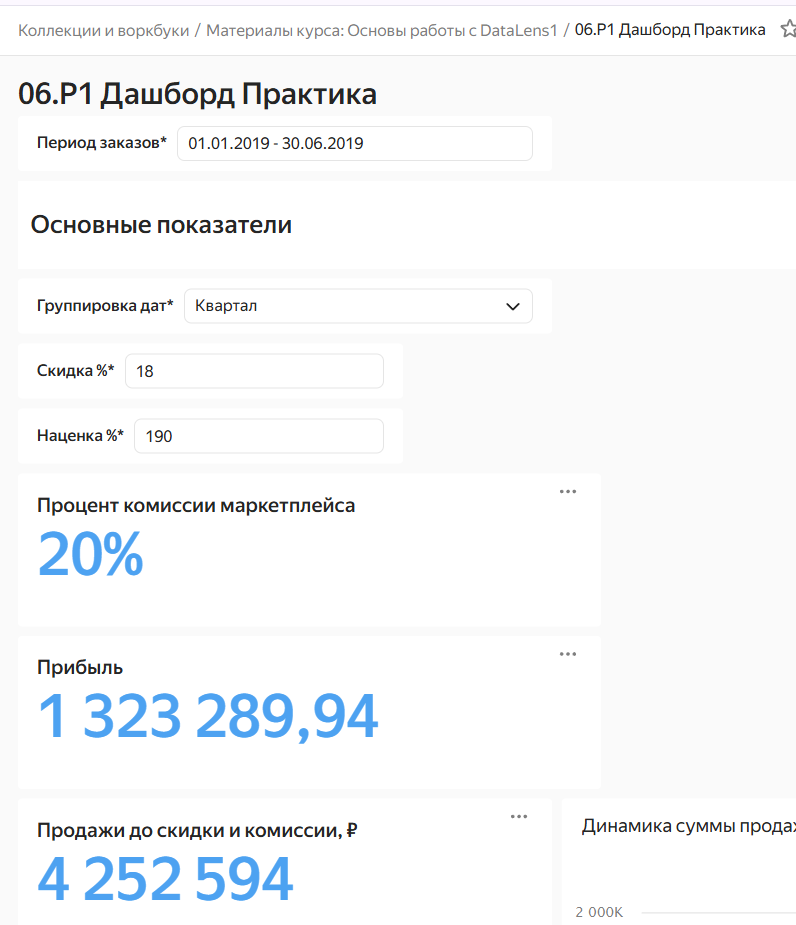 Коллекции и воркбуки / Материалы курса: Основы работы с DataLens1 / 06.P1 Дашборд Практика
06.P1 Дашборд Практика
Период заказов* 01.01.2019 - 30.06.2019
Основные показатели
Группировка дат* Квартал
Скидка %* 18
Наценка %* 190
Процент комиссии маркетплейса
20%
Прибыль
1 323 289,94
Продажи до скидки и комиссии, ₽
4 252 594
Динамика суммы
2 000K